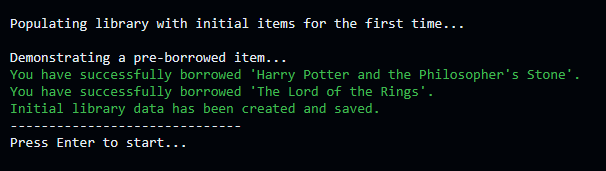 Populating library with initial items for the first time...
Demonstrating a pre-borrowed item...
You have successfully borrowed 'Harry Potter and the Philosopher's Stone'.
You have successfully borrowed 'The Lord of the Rings'.
Initial library data has been created and saved.
------------------------------
Press Enter to start...